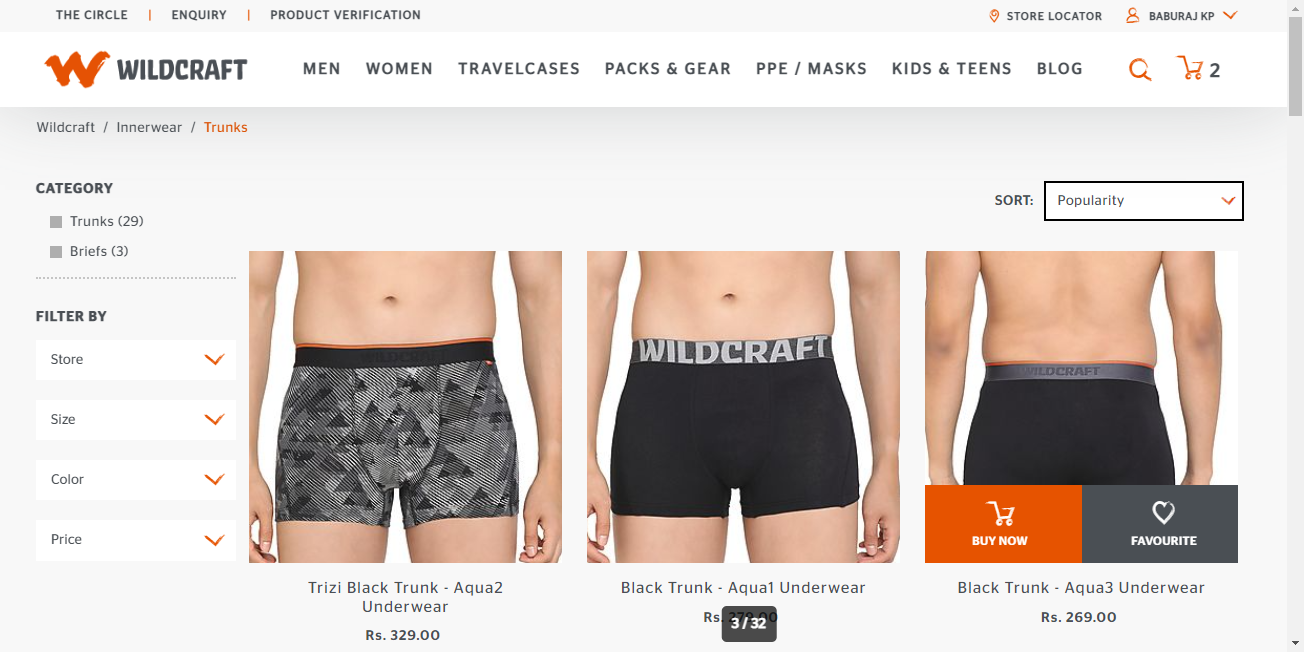 THE CIRCLE | ENQUIRY | PRODUCT VERIFICATION
STORE LOCATOR BABURAJ KP
WILDCRAFT
MEN WOMEN TRAVELCASES PACKS & GEAR PPE / MASKS KIDS & TEENS BLOG 2
Wildcraft / Innerwear / Trunks
CATEGORY
Trunks (29)
Briefs (3)
SORT: Popularity
FILTER BY
Store
Size
Color
Price
WILDCRAFT
WILDCRAFT
WILDCRAFT
BUY NOW
FAVOURITE
Trizi Black Trunk - Aqua2
Underwear
Rs. 329.00
Black Trunk - Aqua1 Underwear
Rs. 279.00
3 / 32
Black Trunk - Aqua3 Underwear
Rs. 269.00